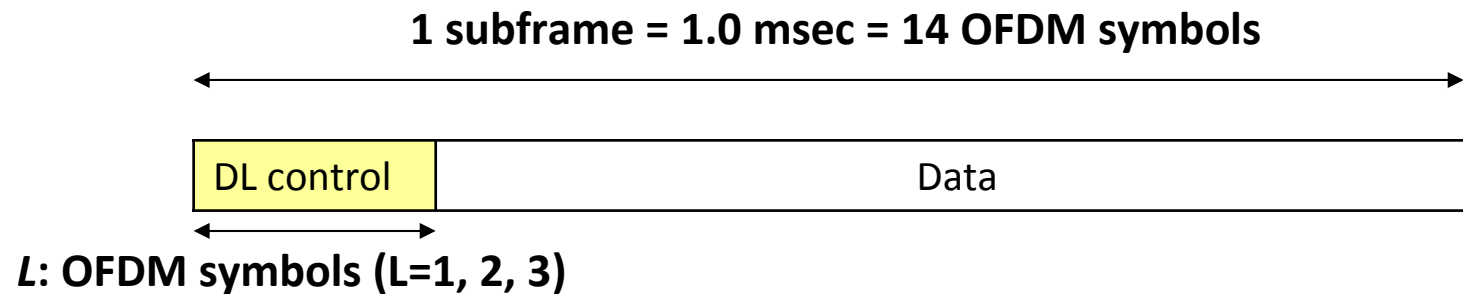 1 subframe = 1.0 msec = 14 OFDM symbols
DL control
Data
L: OFDM symbols (L=1, 2, 3)